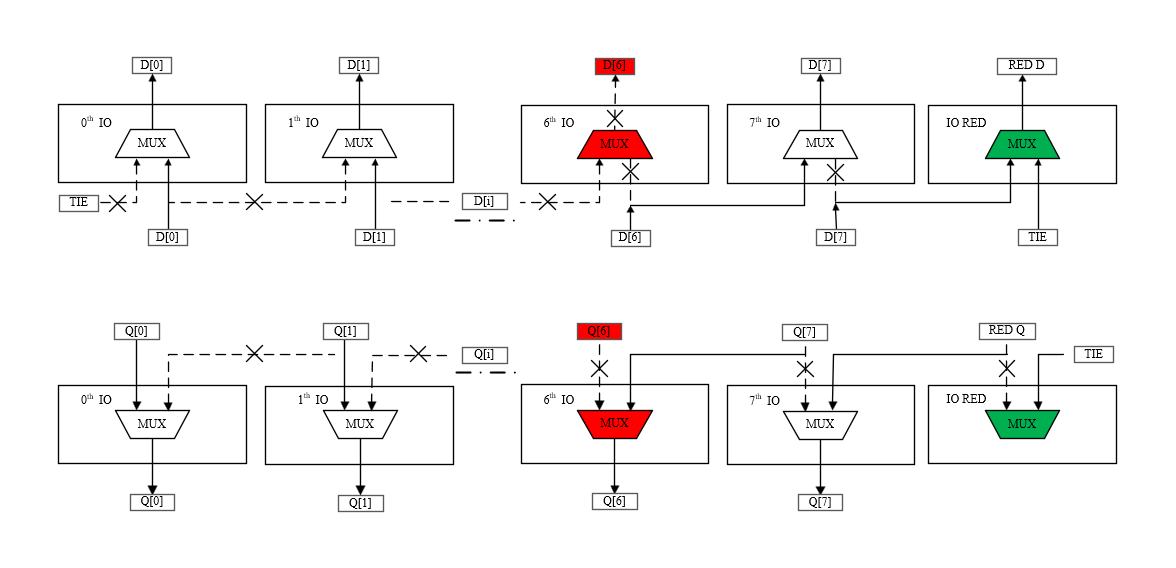 D[0] D[1] D[6] D[7] RED D
0th IO 1th IO 6th IO 7th IO IO RED
MUX MUX MUX MUX MUX
TIE D[i]
D[0] D[1] D[6] D[7] TIE
Q[0] Q[1] Q[6] Q[7] RED Q
Q[i] TIE
0th IO 1th IO 6th IO 7th IO IO RED
MUX MUX MUX MUX MUX
Q[0] Q[1] Q[6] Q[7]